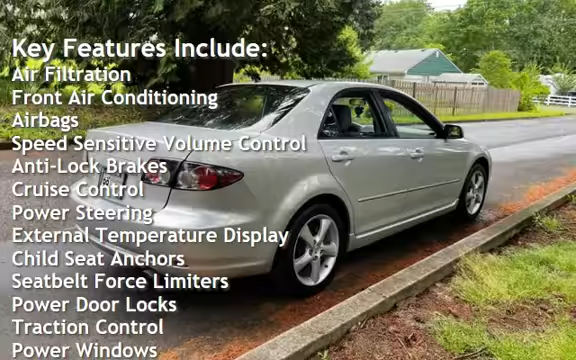 Key Features Include:
Air Filtration
Front Air Conditioning
Airbags
Speed Sensitive Volume Control
Anti-Lock Brakes
Cruise Control
Power Steering
External Temperature Display
Child Seat Anchors
Seatbelt Force Limiters
Power Door Locks
Traction Control
Power Windows